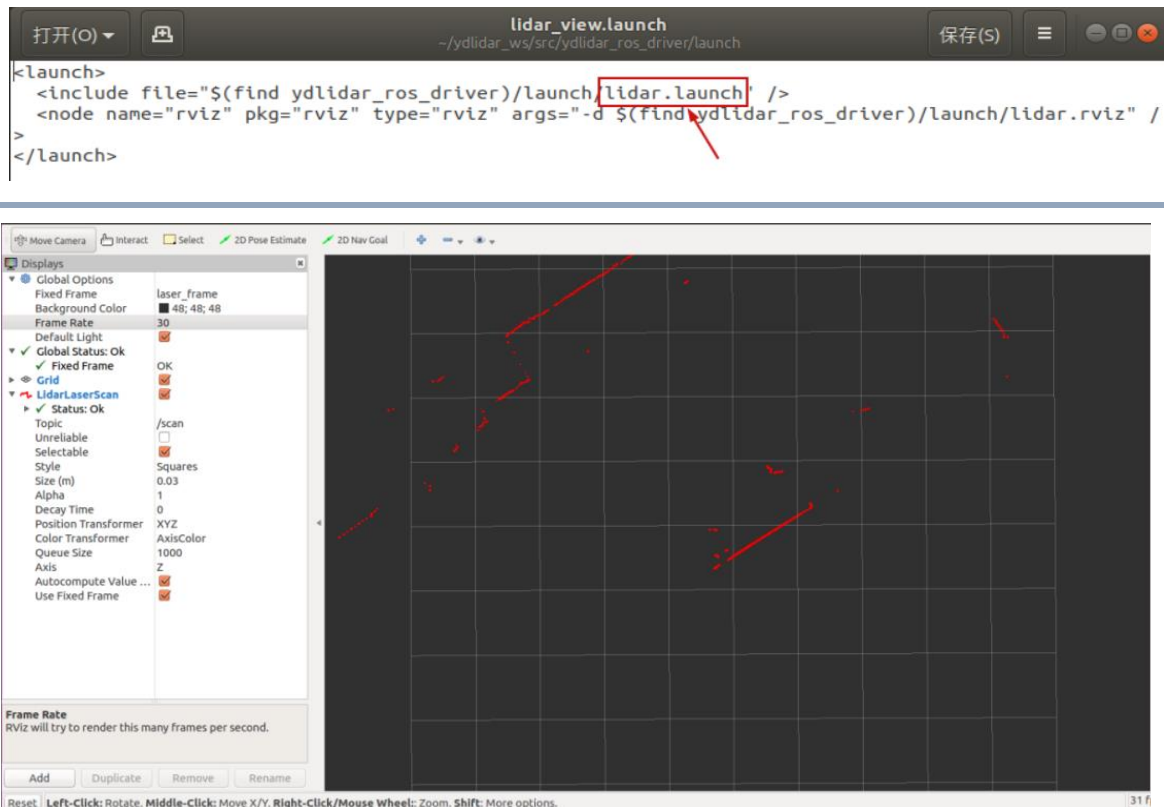 打开(O)
lidar_view.launch
~/ydlidar_ws/src/ydlidar_ros_driver/launch
保存(S)
<launch>
<include file="$(find ydlidar_ros_driver)/launch/lidar.launch" />
<node name="rviz" pkg="rviz" type="rviz" args="-d $(find ydlidar_ros_driver)/launch/lidar.rviz" /
>
</launch>
Move Camera Interact Select 2D Pose Estimate 2D Nav Goal
Displays
Global Options
Fixed Frame laser_frame
Background Color 48; 48; 48
Frame Rate 30
Default Light
Global Status: Ok
Fixed Frame OK
Grid
LidarLaserScan
Status: Ok
Topic /scan
Unreliable
Selectable
Style Squares
Size (m) 0.03
Alpha 1
Decay Time 0
Position Transformer XYZ
Color Transformer AxisColor
Queue Size 1000
Axis Z
Autocompute Value ...
Use Fixed Frame
Frame Rate
RViz will try to render this many frames per second.
Add Duplicate Remove Rename
Reset Left-Click: Rotate. Middle-Click: Move X/Y. Right-Click/Mouse Wheel:: Zoom. Shift: More options. 31 f